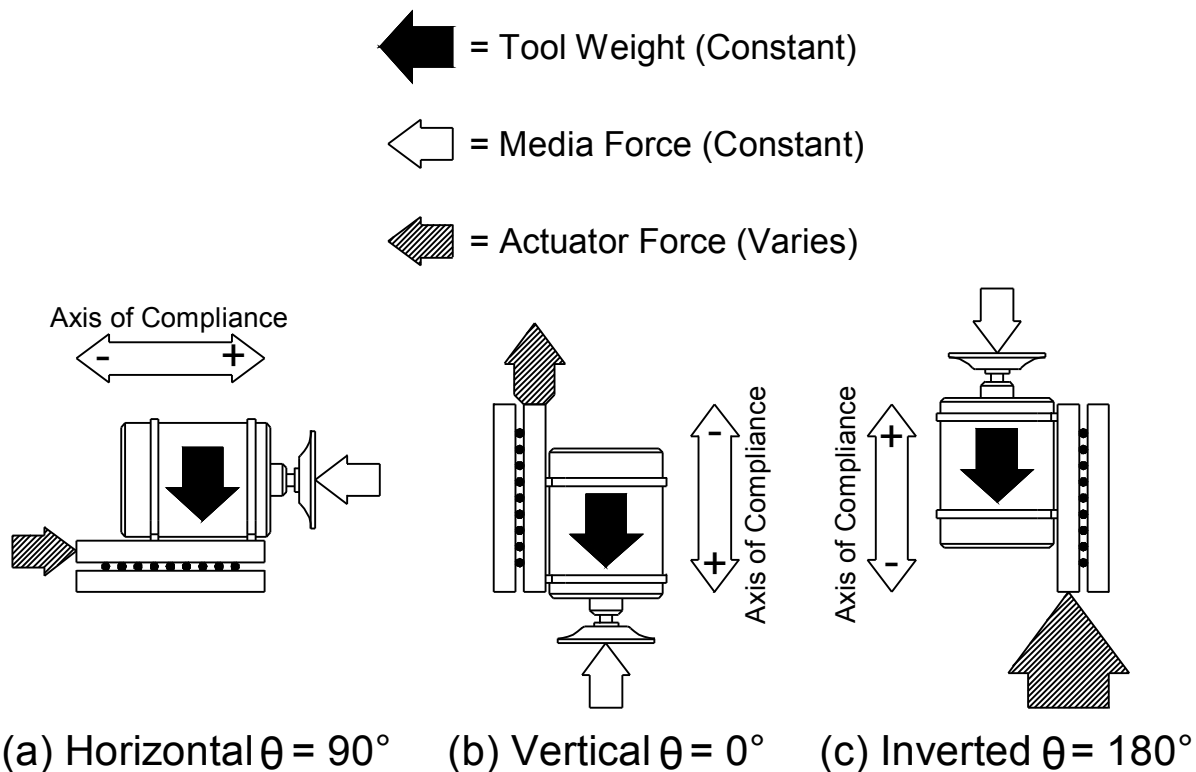 = Tool Weight (Constant)
= Media Force (Constant)
= Actuator Force (Varies)
Axis of Compliance
- +
-
+
Axis of Compliance
Axis of Compliance
+
-
(a) Horizontal θ = 90°
(b) Vertical θ = 0°
(c) Inverted θ = 180°